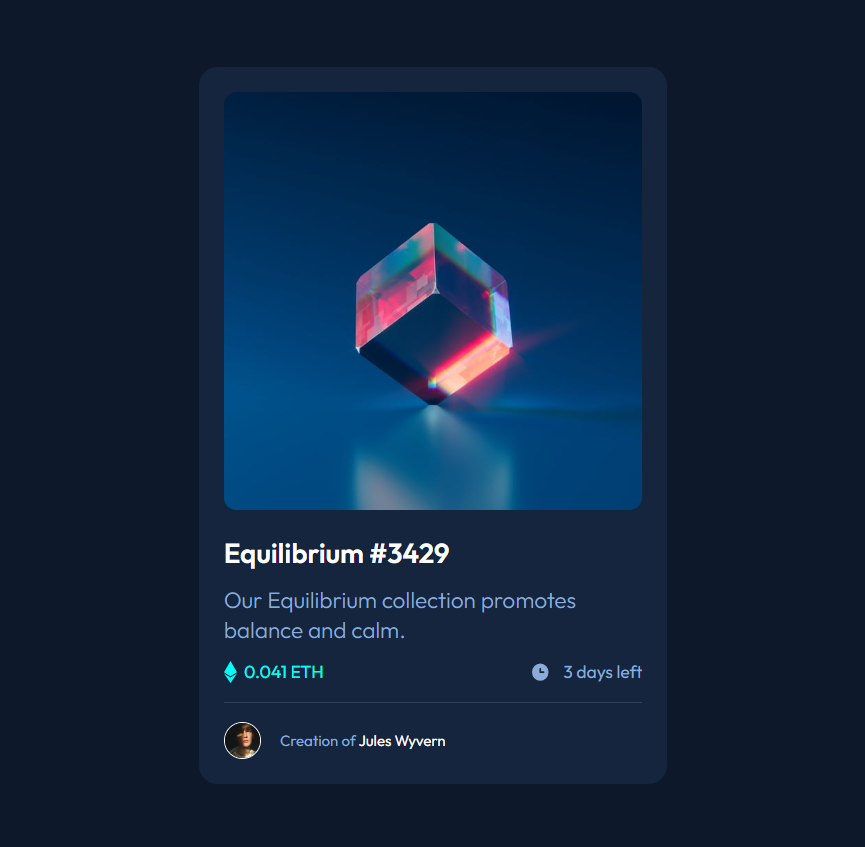 Equilibrium #3429
Our Equilibrium collection promotes
balance and calm.
0.041 ETH
3 days left
Creation of Jules Wyvern